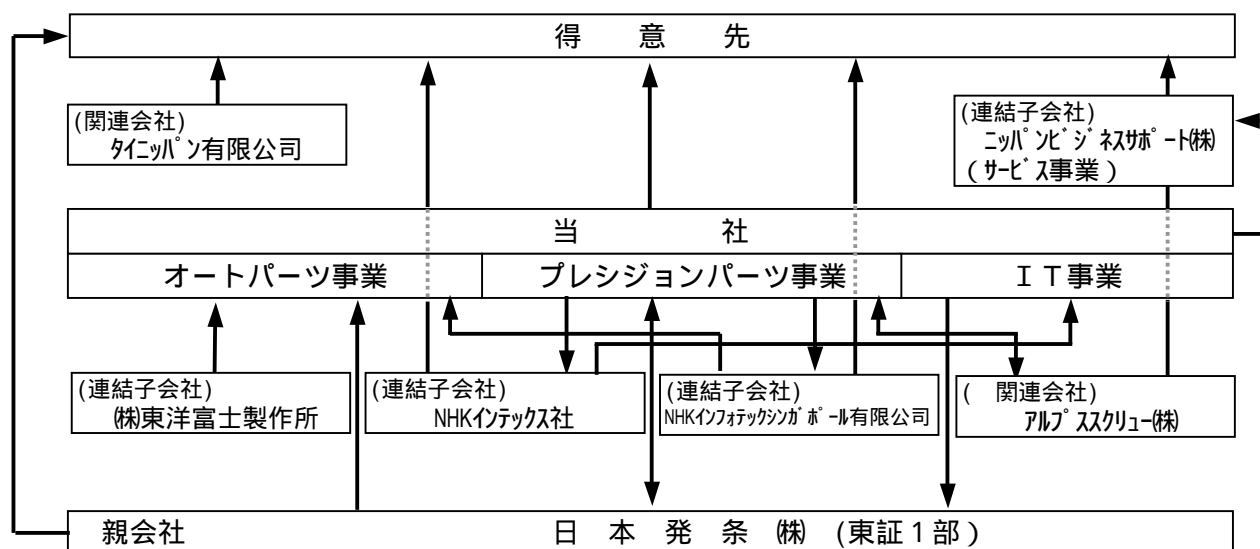 得 意 先
(関連会社)
ﾀｲﾆｯﾊﾟﾝ有限公司
(連結子会社)
ﾆｯﾊﾟﾝﾋﾞｼﾞﾈｽｻﾎﾟｰﾄ㈱
(ｻｰﾋﾞｽ事業)
当 社
オートパーツ事業
プレシジョンパーツ事業
ＩＴ事業
(連結子会社)
㈱東洋富士製作所
(連結子会社)
NHKｲﾝﾃｯｸｽ社
(連結子会社)
NHKｲﾝﾌｫﾃｯｸｼﾝｶﾞﾎﾟｰﾙ有限公司
( 関連会社)
ｱﾙﾌﾟｽｽｸﾘｭｰ㈱
親会社 日 本 発 条 ㈱ (東証１部)